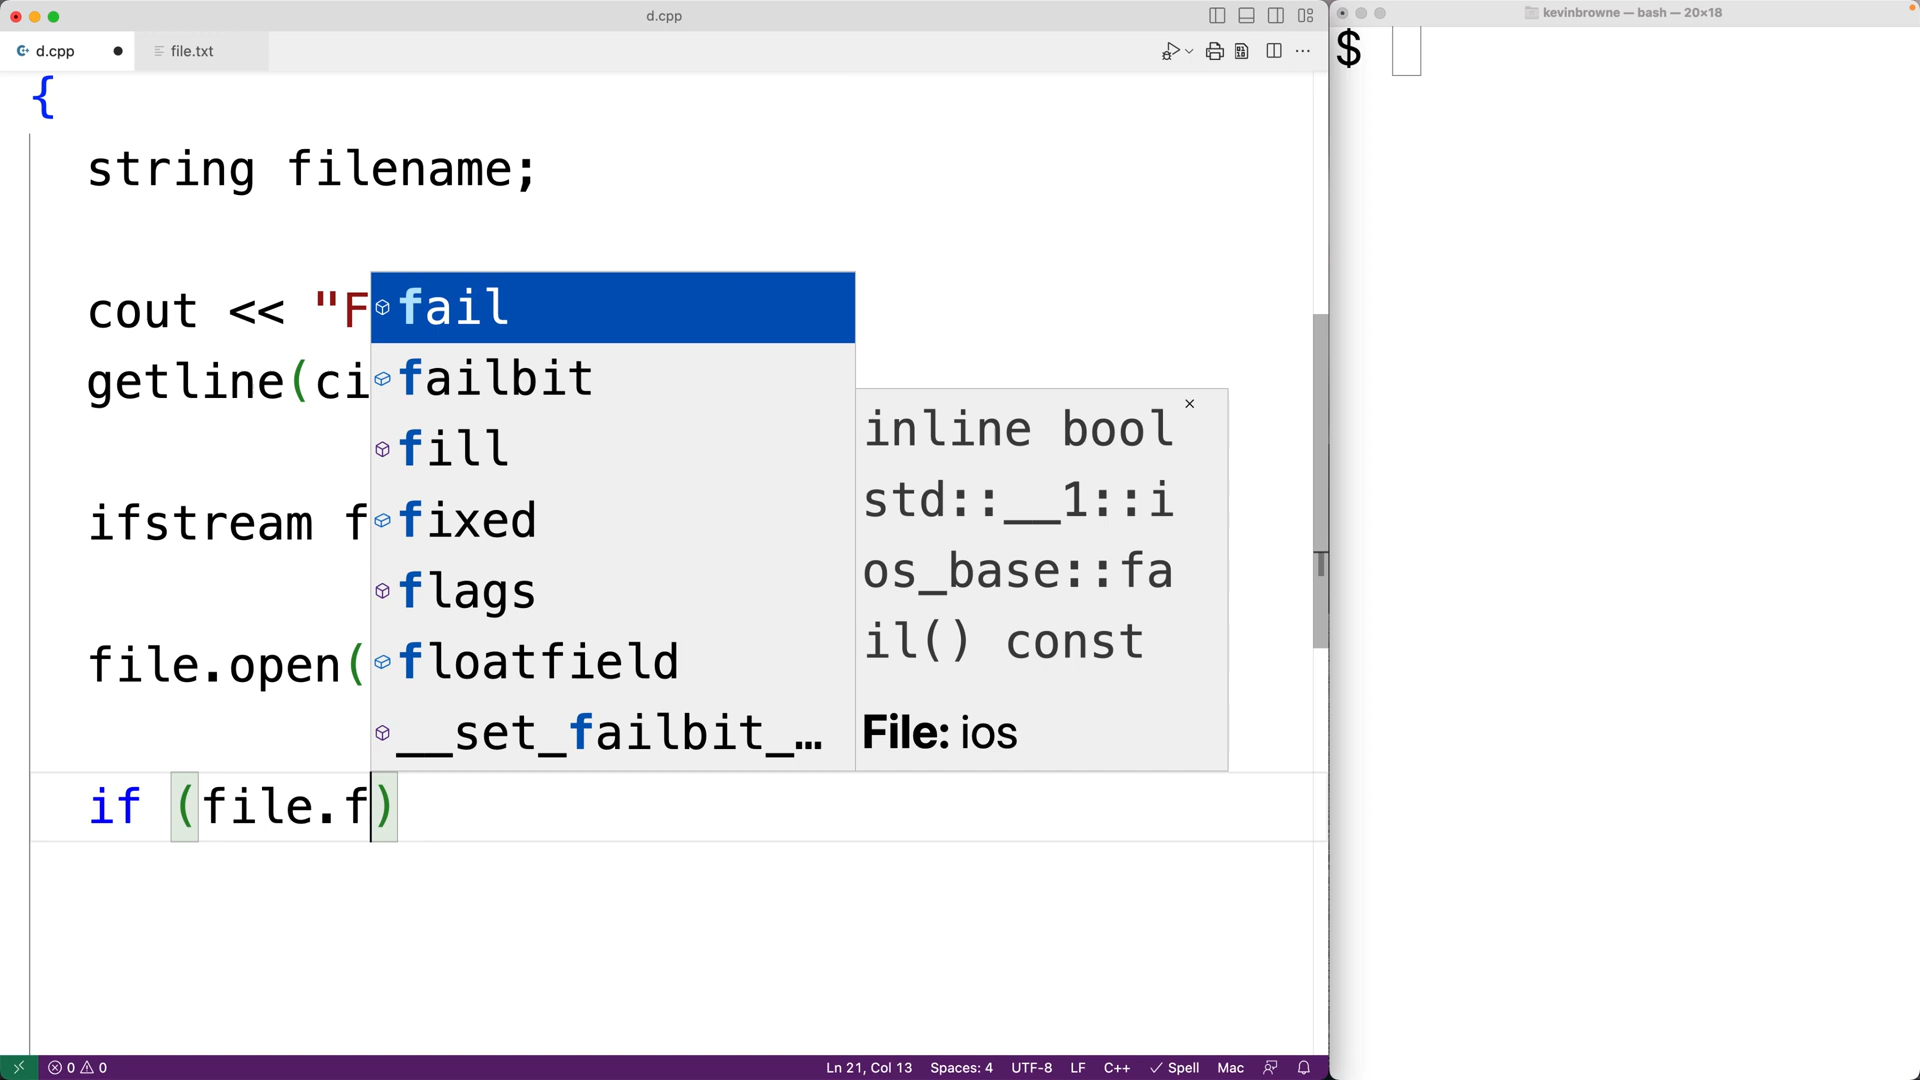 d.cpp
kevinbrowne — bash — 20×18
d.cpp
file.txt
$
{
string filename;
cout << "F
getline(ci
ifstream f
file.open(
if (file.f)
fail
failbit
fill
fixed
flags
floatfield
__set_failbit_…
inline bool
std::__1::i
os_base::fa
il() const
File: ios
0 0
Ln 21, Col 13
Spaces: 4
UTF-8
LF
C++
Spell
Mac